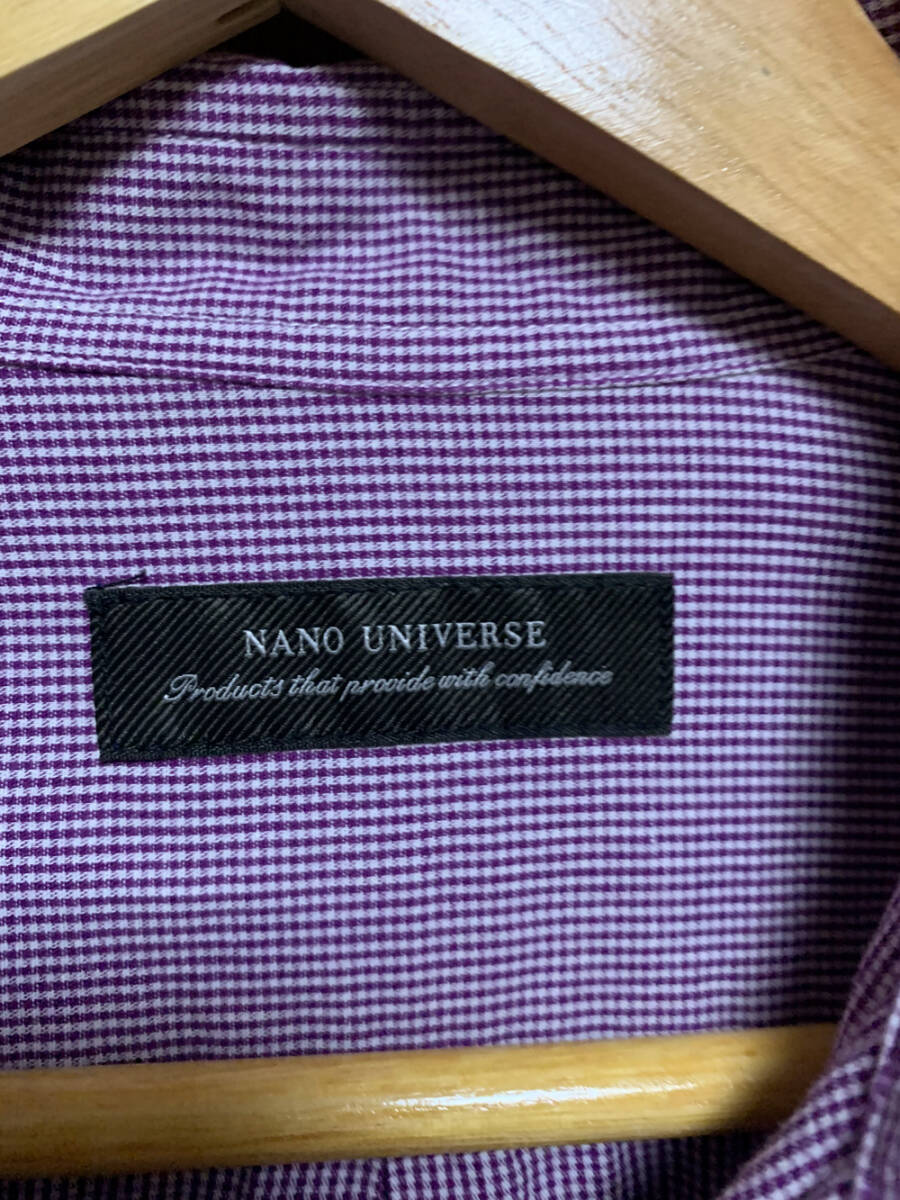 NANO UNIVERSE
Products that provide with confidence